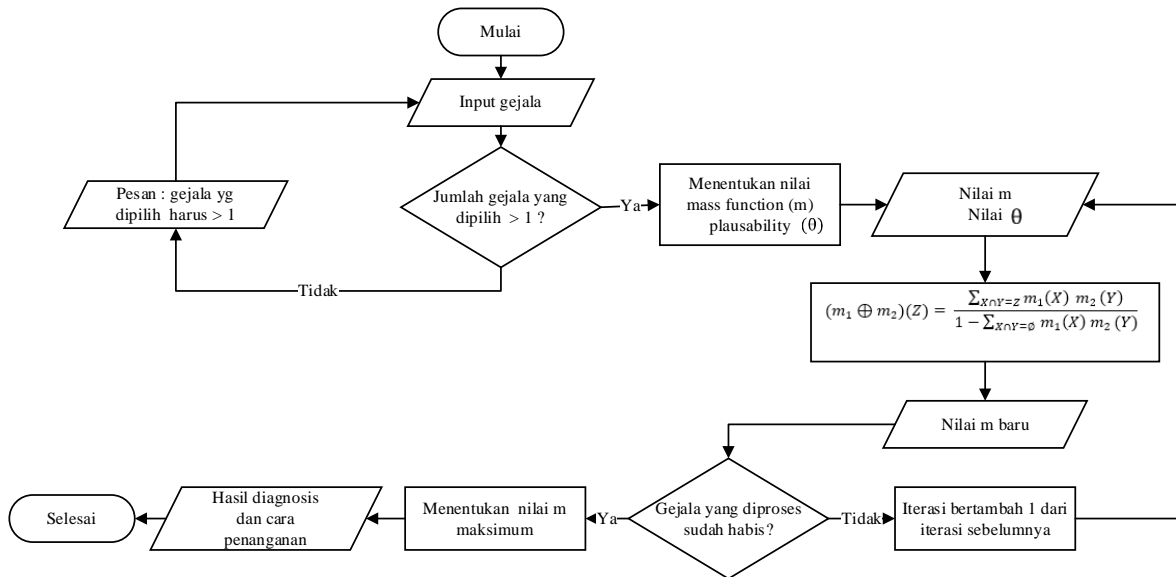 Mulai
Input gejala
Pesan : gejala yg
dipilih harus > 1
Jumlah gejala yang
dipilih > 1 ?
Ya
Tidak
Menentukan nilai
mass function (m)
plausability (θ)
Nilai m
Nilai θ
(m₁ ⊕ m₂)(Z) = \frac{∑_{X∩Y=Z} m₁(X) m₂(Y)}{1 − ∑_{X∩Y=∅} m₁(X) m₂(Y)}
Nilai m baru
Gejala yang diproses
sudah habis?
Tidak
Iterasi bertambah 1 dari
iterasi sebelumnya
Ya
Menentukan nilai m
maksimum
Hasil diagnosis
dan cara
penanganan
Selesai